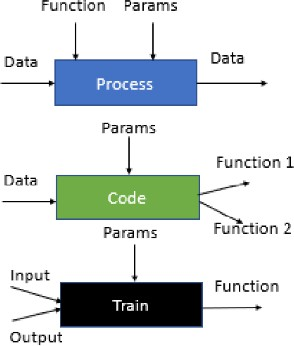 Function Params
Data Data
Process
Params
Function 1
Data
Code
Function 2
Params
Input
Function
Train
Output